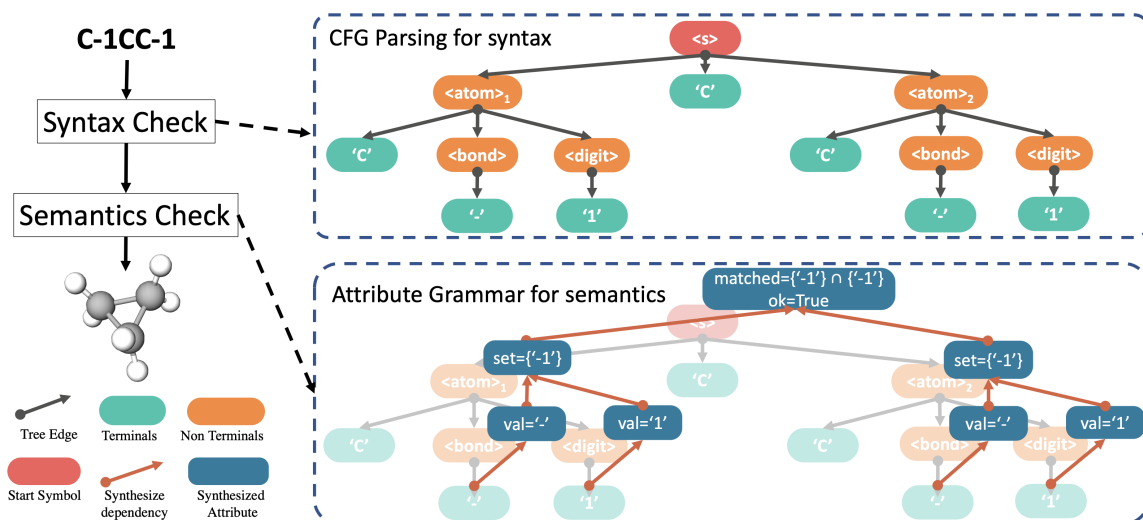 C-1CC-1
Syntax Check
Semantics Check
Tree Edge
Terminals
Non Terminals
Start Symbol
Synthesize
dependency
Synthesized
Attribute
CFG Parsing for syntax
<s>
<atom>1
‘C’
<atom>2
‘C’
<bond>
<digit>
‘C’
<bond>
<digit>
‘-’
‘1’
‘-’
‘1’
Attribute Grammar for semantics
matched={‘-1’} ∩ {‘-1’}
ok=True
<s>
set={‘-1’}
set={‘-1’}
<atom>1
‘C’
<atom>2
val=‘-’
val=‘1’
val=‘-’
val=‘1’
‘C’
<bond>
<digit>
‘C’
<bond>
<digit>
‘-’
‘1’
‘-’
‘1’